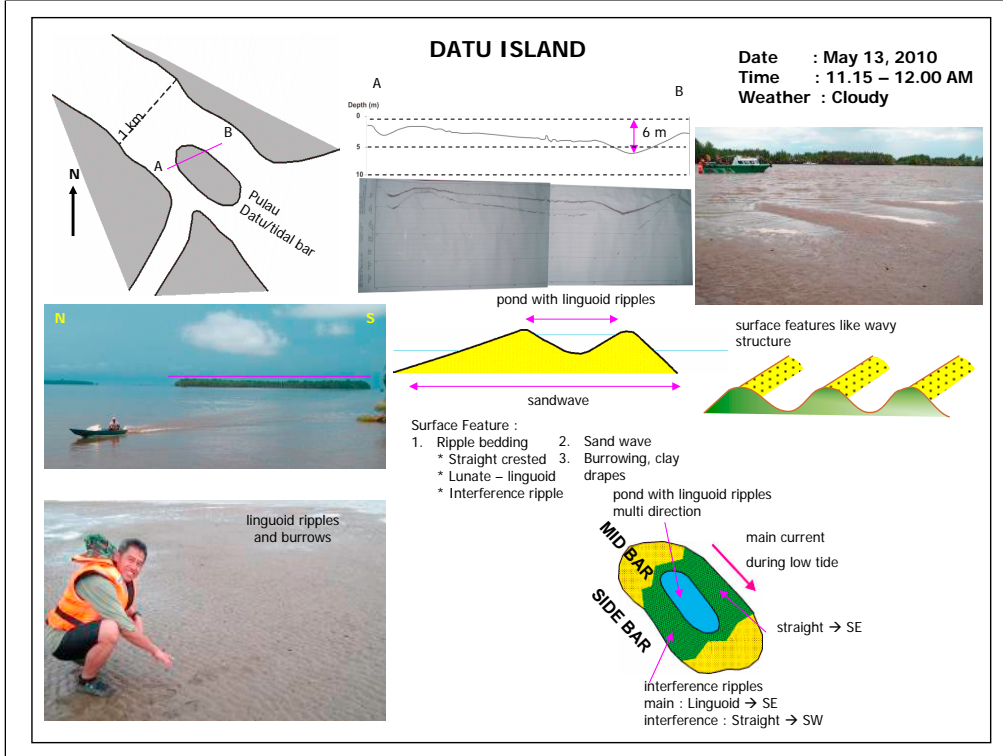 DATU ISLAND
Date : May 13, 2010
Time : 11.15 – 12.00 AM
Weather : Cloudy
1 km
A
B
N
Pulau
Datu/tidal bar
A
B
Depth (m)
0
5
10
6 m
N
S
pond with linguoid ripples
sandwave
surface features like wavy
structure
Surface Feature :
1. Ripple bedding
* Straight crested
* Lunate – linguoid
* Interference ripple
2. Sand wave
3. Burrowing, clay
drapes
linguoid ripples
and burrows
pond with linguoid ripples
multi direction
MID BAR
SIDE BAR
main current
during low tide
straight → SE
interference ripples
main : Linguoid → SE
interference : Straight → SW